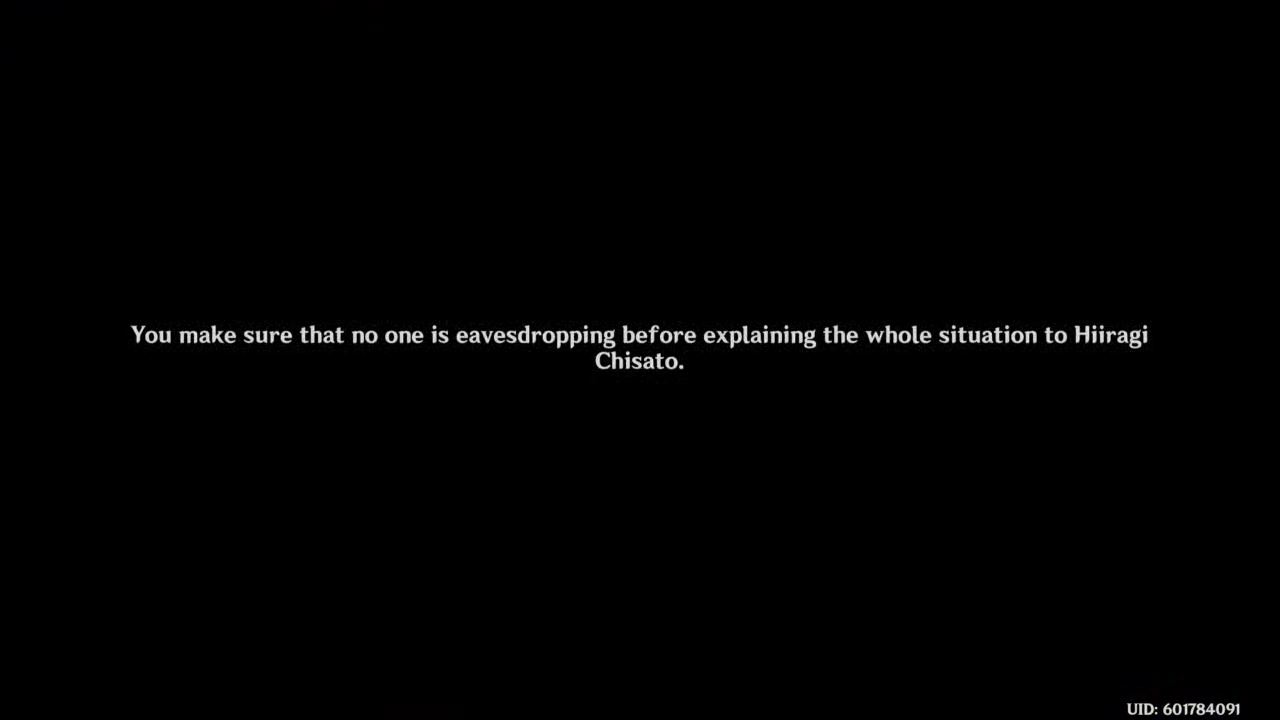 You make sure that no one is eavesdropping before explaining the whole situation to Hiiragi
Chisato.
UID: 601784091